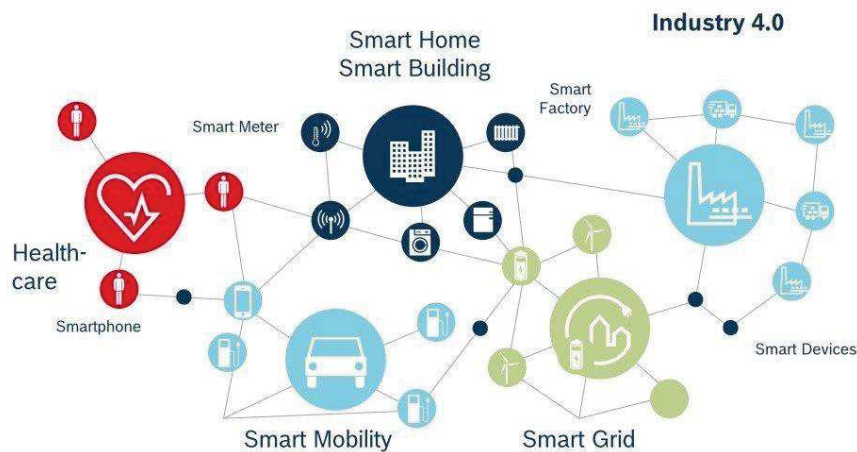 Industry 4.0
Smart Home
Smart Building
Smart
Factory
Smart Meter
Health-
care
Smartphone
Smart Devices
Smart Mobility
Smart Grid